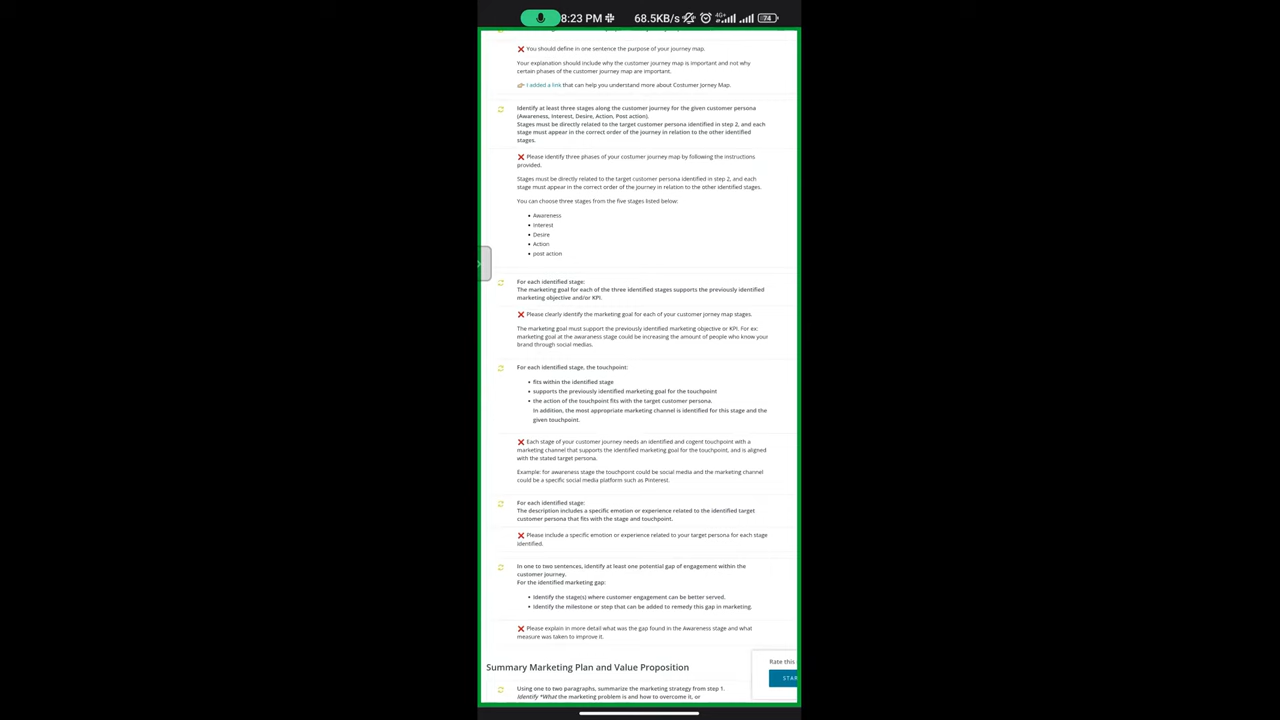 8:23 PM 68.5KB/s 4G+ 74
You should define in one sentence the purpose of your journey map.
Your explanation should include why the customer journey map is important and not why
certain phases of the customer journey map are important.
I added a link that can help you understand more about Costumer Jorney Map.
Identify at least three stages along the customer journey for the given customer persona
(Awareness, Interest, Desire, Action, Post action).
Stages must be directly related to the target customer persona identified in step 2, and each
stage must appear in the correct order of the journey in relation to the other identified
stages.
Please identify three phases of your costumer journey map by following the instructions
provided.
Stages must be directly related to the target customer persona identified in step 2, and each
stage must appear in the correct order of the journey in relation to the other identified stages.
You can choose three stages from the five stages listed below:
• Awareness
• Interest
• Desire
• Action
• post action
For each identified stage:
The marketing goal for each of the three identified stages supports the previously identified
marketing objective and/or KPI.
Please clearly identify the marketing goal for each of your customer jorney map stages.
The marketing goal must support the previously identified marketing objective or KPI. For ex:
marketing goal at the awaraness stage could be increasing the amount of people who know your
brand through social medias.
For each identified stage, the touchpoint:
• fits within the identified stage
• supports the previously identified marketing goal for the touchpoint
• the action of the touchpoint fits with the target customer persona.
In addition, the most appropriate marketing channel is identified for this stage and the
given touchpoint.
Each stage of your customer journey needs an identified and cogent touchpoint with a
marketing channel that supports the identified marketing goal for the touchpoint, and is aligned
with the stated target persona.
Example: for awareness stage the touchpoint could be social media and the marketing channel
could be a specific social media platform such as Pinterest.
For each identified stage:
The description includes a specific emotion or experience related to the identified target
customer persona that fits with the stage and touchpoint.
Please include a specific emotion or experience related to your target persona for each stage
identified.
In one to two sentences, identify at least one potential gap of engagement within the
customer journey.
For the identified marketing gap:
• Identify the stage(s) where customer engagement can be better served.
• Identify the milestone or step that can be added to remedy this gap in marketing.
Please explain in more detail what was the gap found in the Awareness stage and what
measure was taken to improve it.
Rate this
Summary Marketing Plan and Value Proposition
STAR
Using one to two paragraphs, summarize the marketing strategy from step 1.
Identify *What the marketing problem is and how to overcome it, or